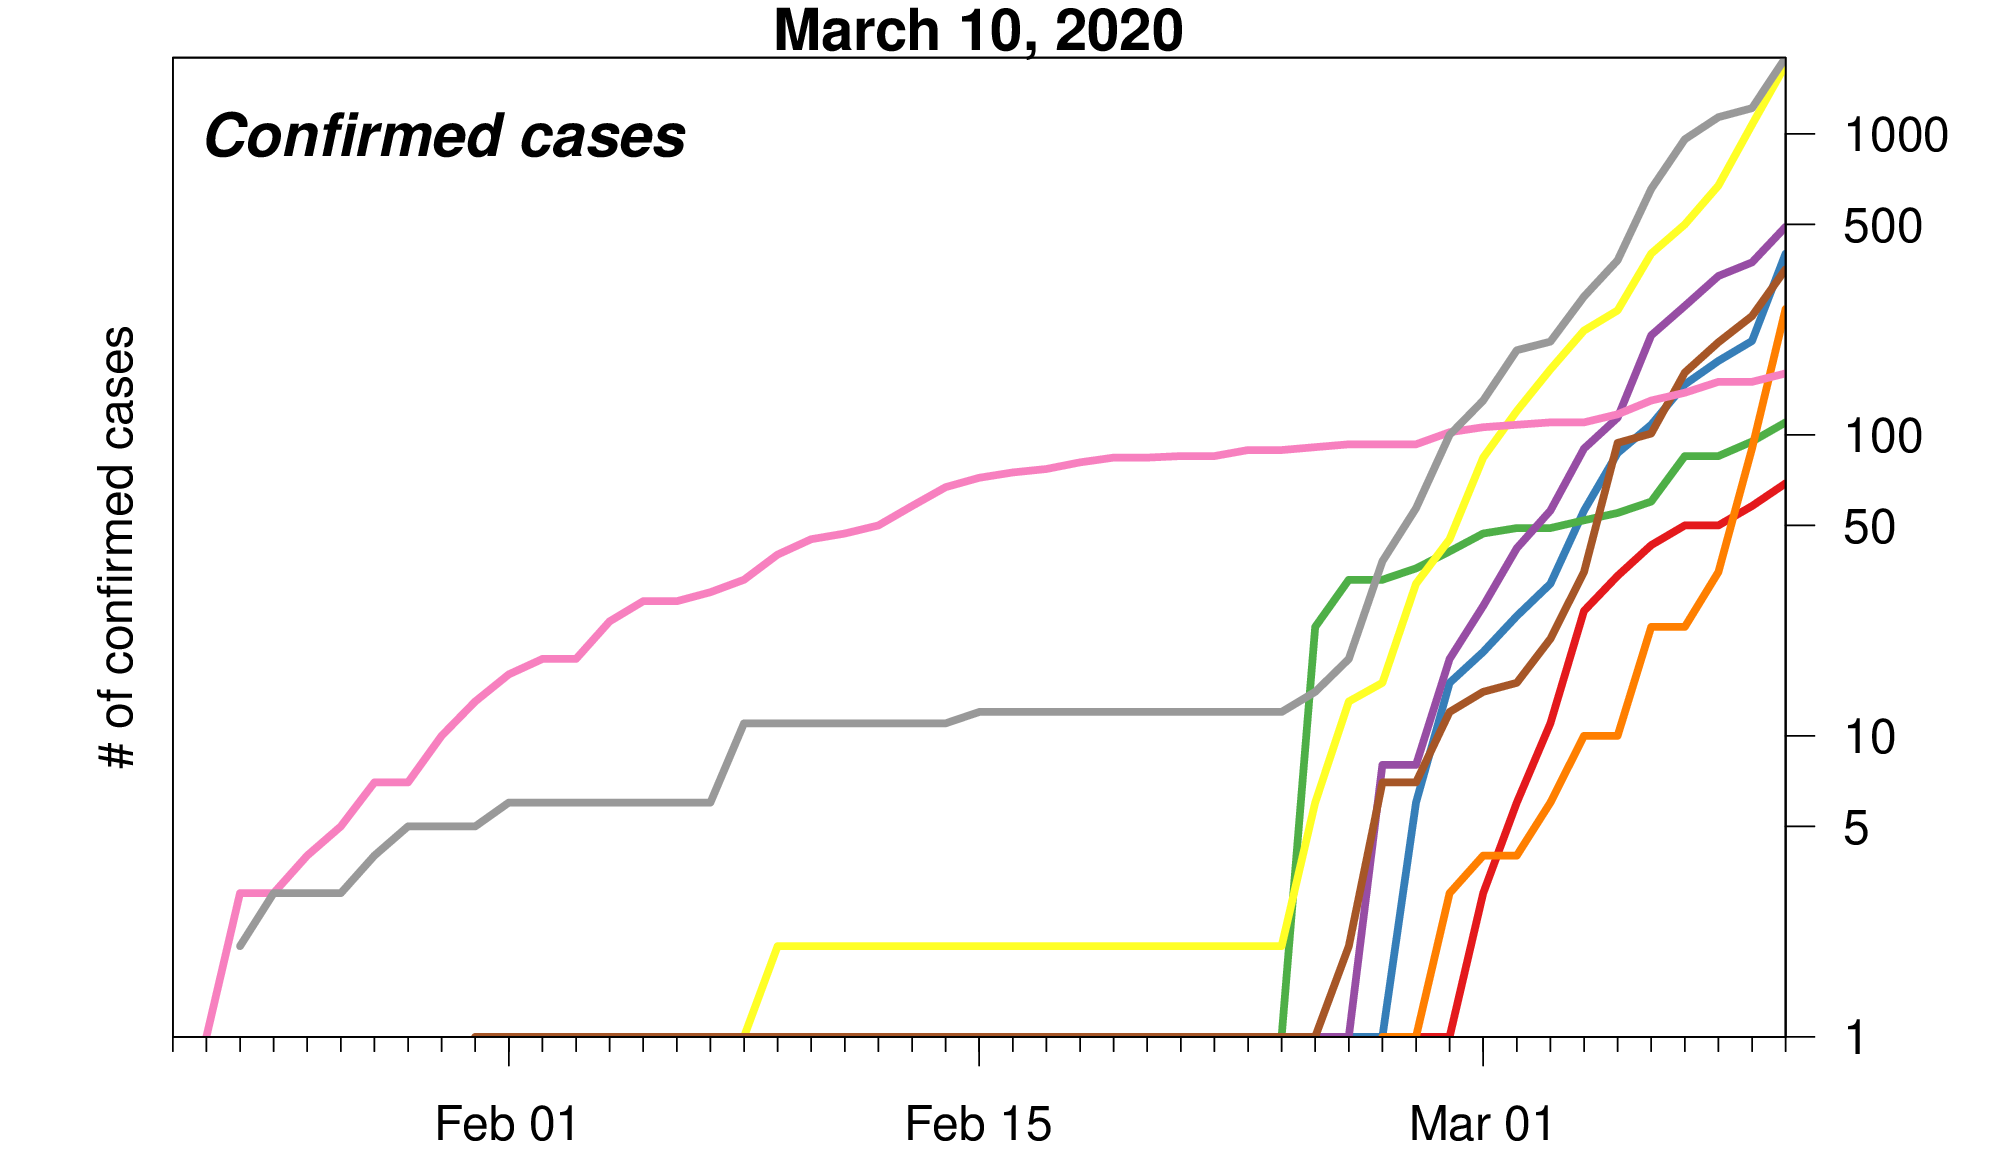 March 10, 2020
Confirmed cases
# of confirmed cases
1000
500
100
50
10
5
1
Feb 01
Feb 15
Mar 01